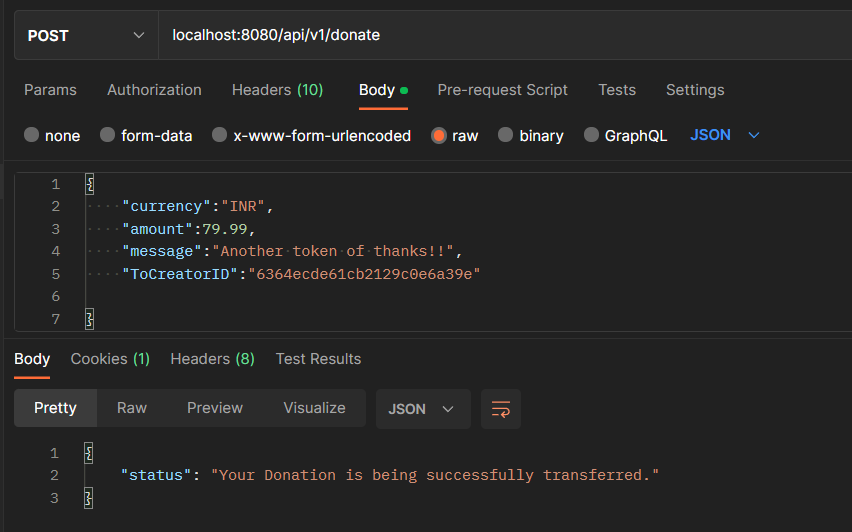 POST localhost:8080/api/v1/donate
Params Authorization Headers (10) Body Pre-request Script Tests Settings
none form-data x-www-form-urlencoded raw binary GraphQL JSON
1 {
2 "currency":"INR",
3 "amount":79.99,
4 "message":"Another token of thanks!!",
5 "ToCreatorID":"6364ecde61cb2129c0e6a39e"
6
7 }
Body Cookies (1) Headers (8) Test Results
Pretty Raw Preview Visualize JSON
1 {
2 "status": "Your Donation is being successfully transferred."
3 }